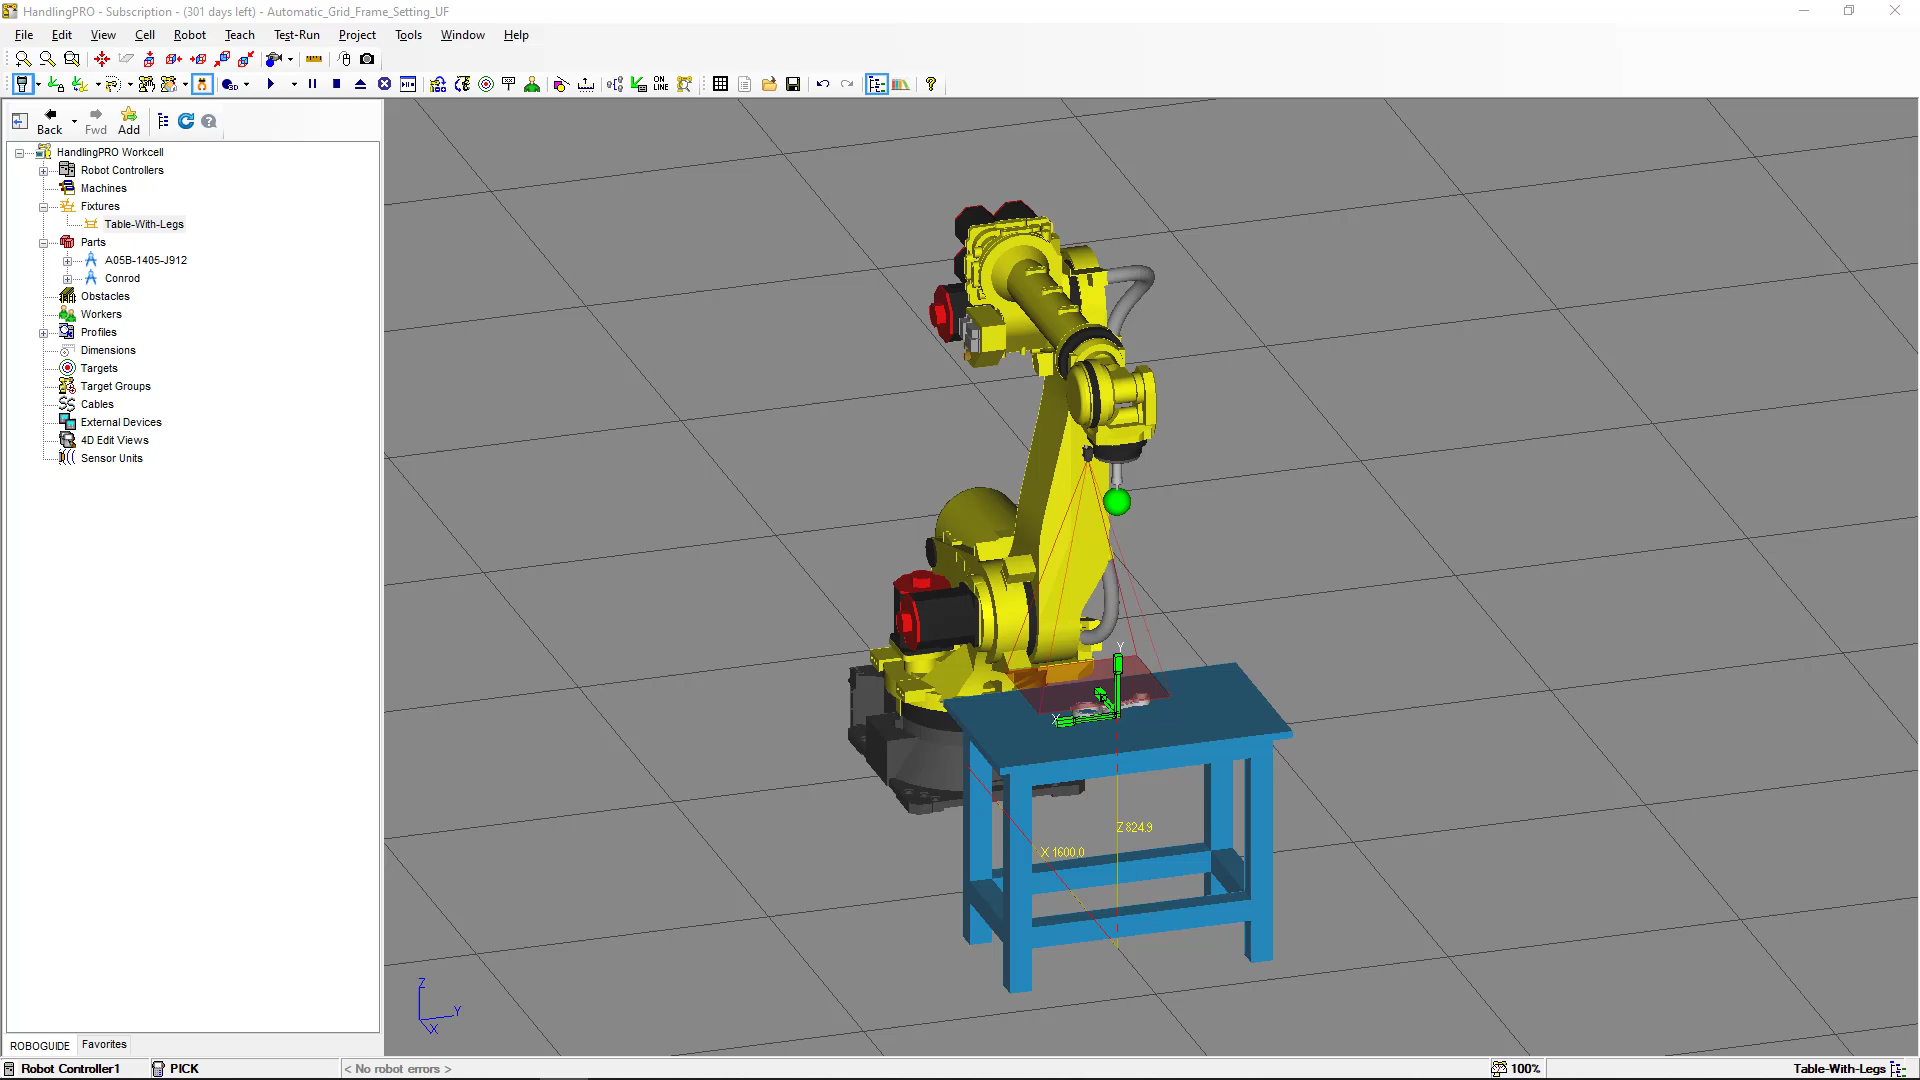 HandlingPRO - Subscription - (301 days left) - Automatic_Grid_Frame_Setting_UF
File Edit View Cell Robot Teach Test-Run Project Tools Window Help
ON LINE
Back Fwd Add
HandlingPRO Workcell
Robot Controllers
Machines
Fixtures
Table-With-Legs
Parts
A05B-1405-J912
Conrod
Obstacles
Workers
Profiles
Dimensions
Targets
Target Groups
Cables
External Devices
4D Edit Views
Sensor Units
Y
X
Z 824.9
X 1600.0
Z
Y
X
ROBOGUIDE Favorites
Robot Controller1 PICK < No robot errors > 100% Table-With-Legs